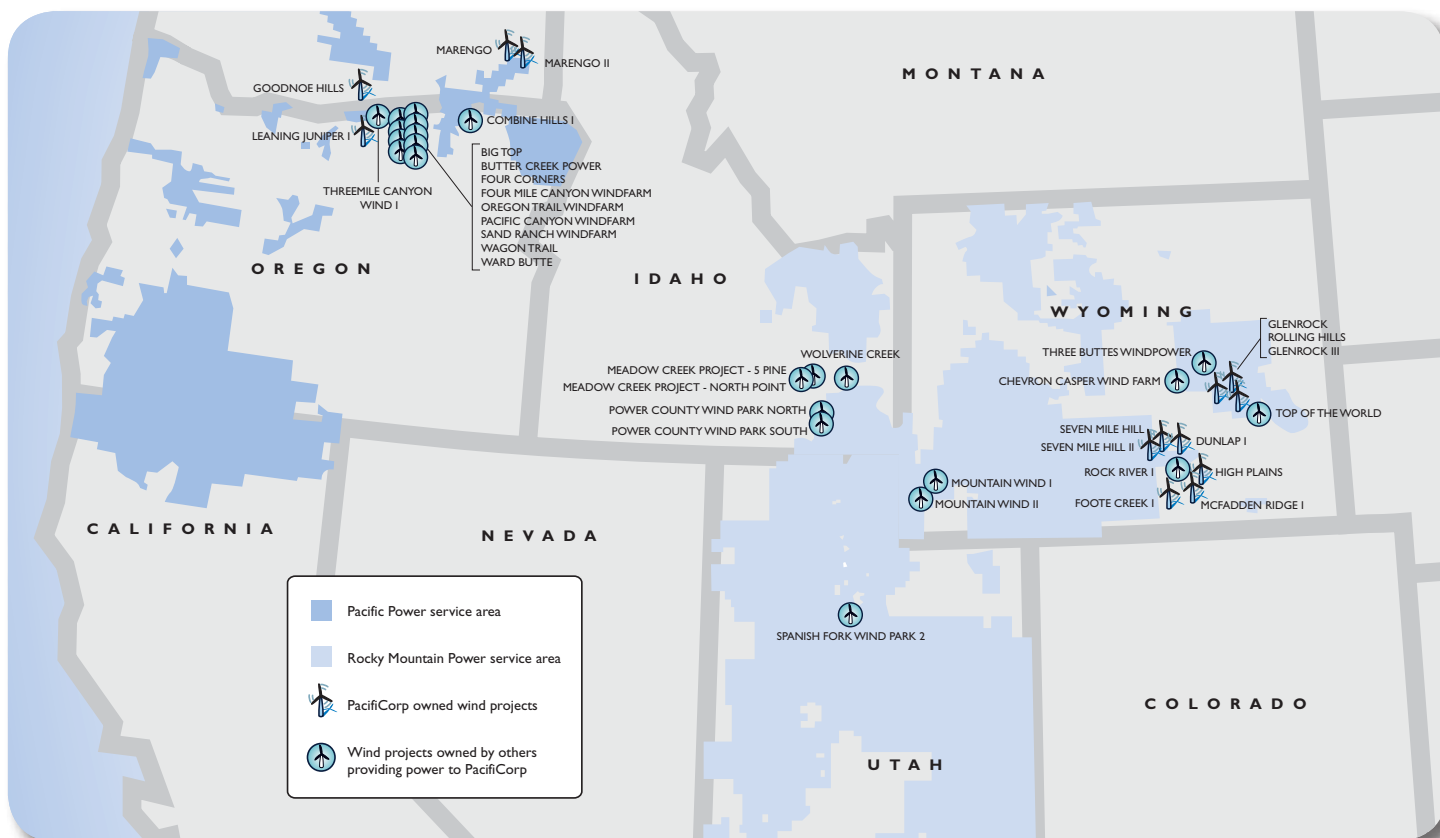 MONTANA
MARENGO
MARENGO II
GOODNOE HILLS
LEANING JUNIPER I
COMBINE HILLS I
THREEMILE CANYON
WIND I
BIG TOP
BUTTER CREEK POWER
FOUR CORNERS
FOUR MILE CANYON WINDFARM
OREGON TRAIL WINDFARM
PACIFIC CANYON WINDFARM
SAND RANCH WINDFARM
WAGON TRAIL
WARD BUTTE
OREGON
IDAHO
WYOMING
GLENROCK
ROLLING HILLS
GLENROCK III
THREE BUTTES WINDPOWER
CHEVRON CASPER WIND FARM
TOP OF THE WORLD
WOLVERINE CREEK
MEADOW CREEK PROJECT - 5 PINE
MEADOW CREEK PROJECT - NORTH POINT
POWER COUNTY WIND PARK NORTH
POWER COUNTY WIND PARK SOUTH
SEVEN MILE HILL
SEVEN MILE HILL II
DUNLAP I
ROCK RIVER I
HIGH PLAINS
FOOTE CREEK I
MCFADDEN RIDGE I
MOUNTAIN WIND I
MOUNTAIN WIND II
CALIFORNIA
NEVADA
SPANISH FORK WIND PARK 2
COLORADO
UTAH
Pacific Power service area
Rocky Mountain Power service area
PacifiCorp owned wind projects
Wind projects owned by others
providing power to PacifiCorp